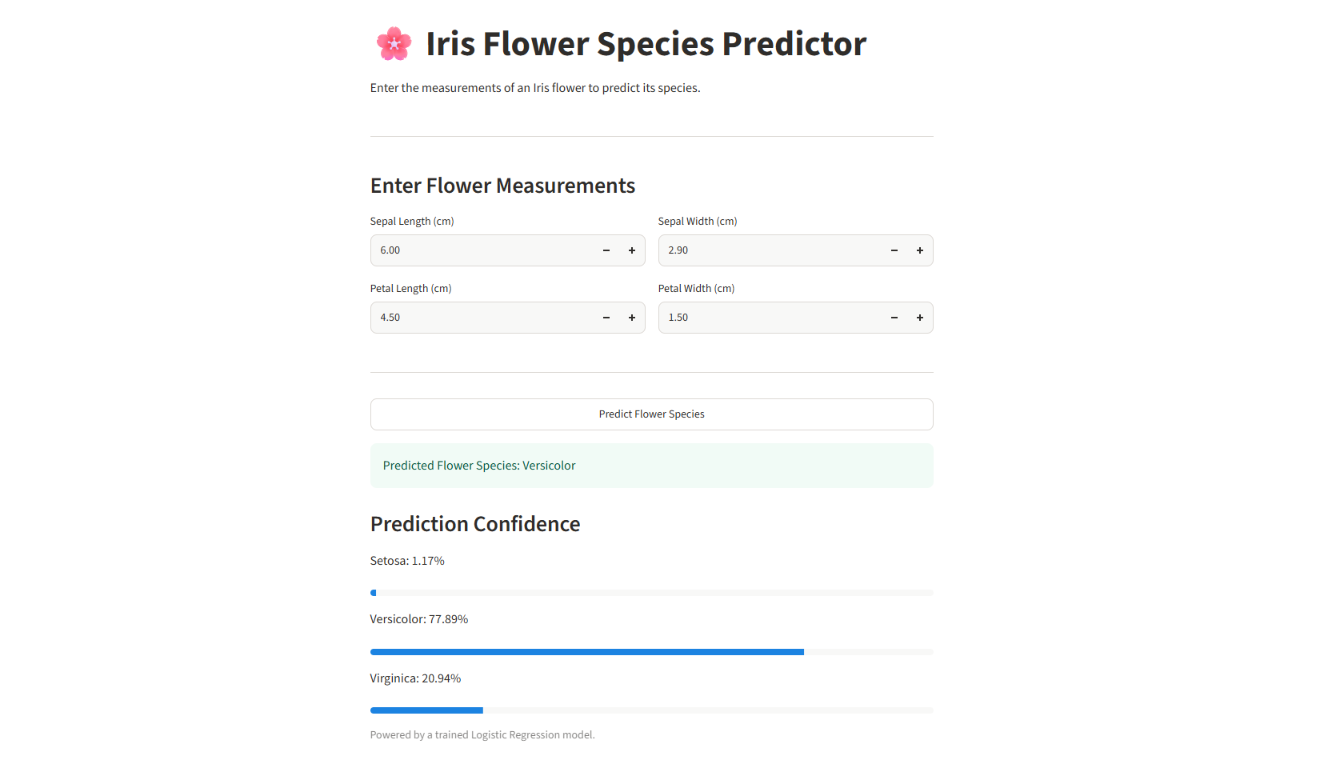 🌸 Iris Flower Species Predictor
Enter the measurements of an Iris flower to predict its species.
Enter Flower Measurements
Sepal Length (cm)
Sepal Width (cm)
6.00 − +
2.90 − +
Petal Length (cm)
Petal Width (cm)
4.50 − +
1.50 − +
Predict Flower Species
Predicted Flower Species: Versicolor
Prediction Confidence
Setosa: 1.17%
Versicolor: 77.89%
Virginica: 20.94%
Powered by a trained Logistic Regression model.